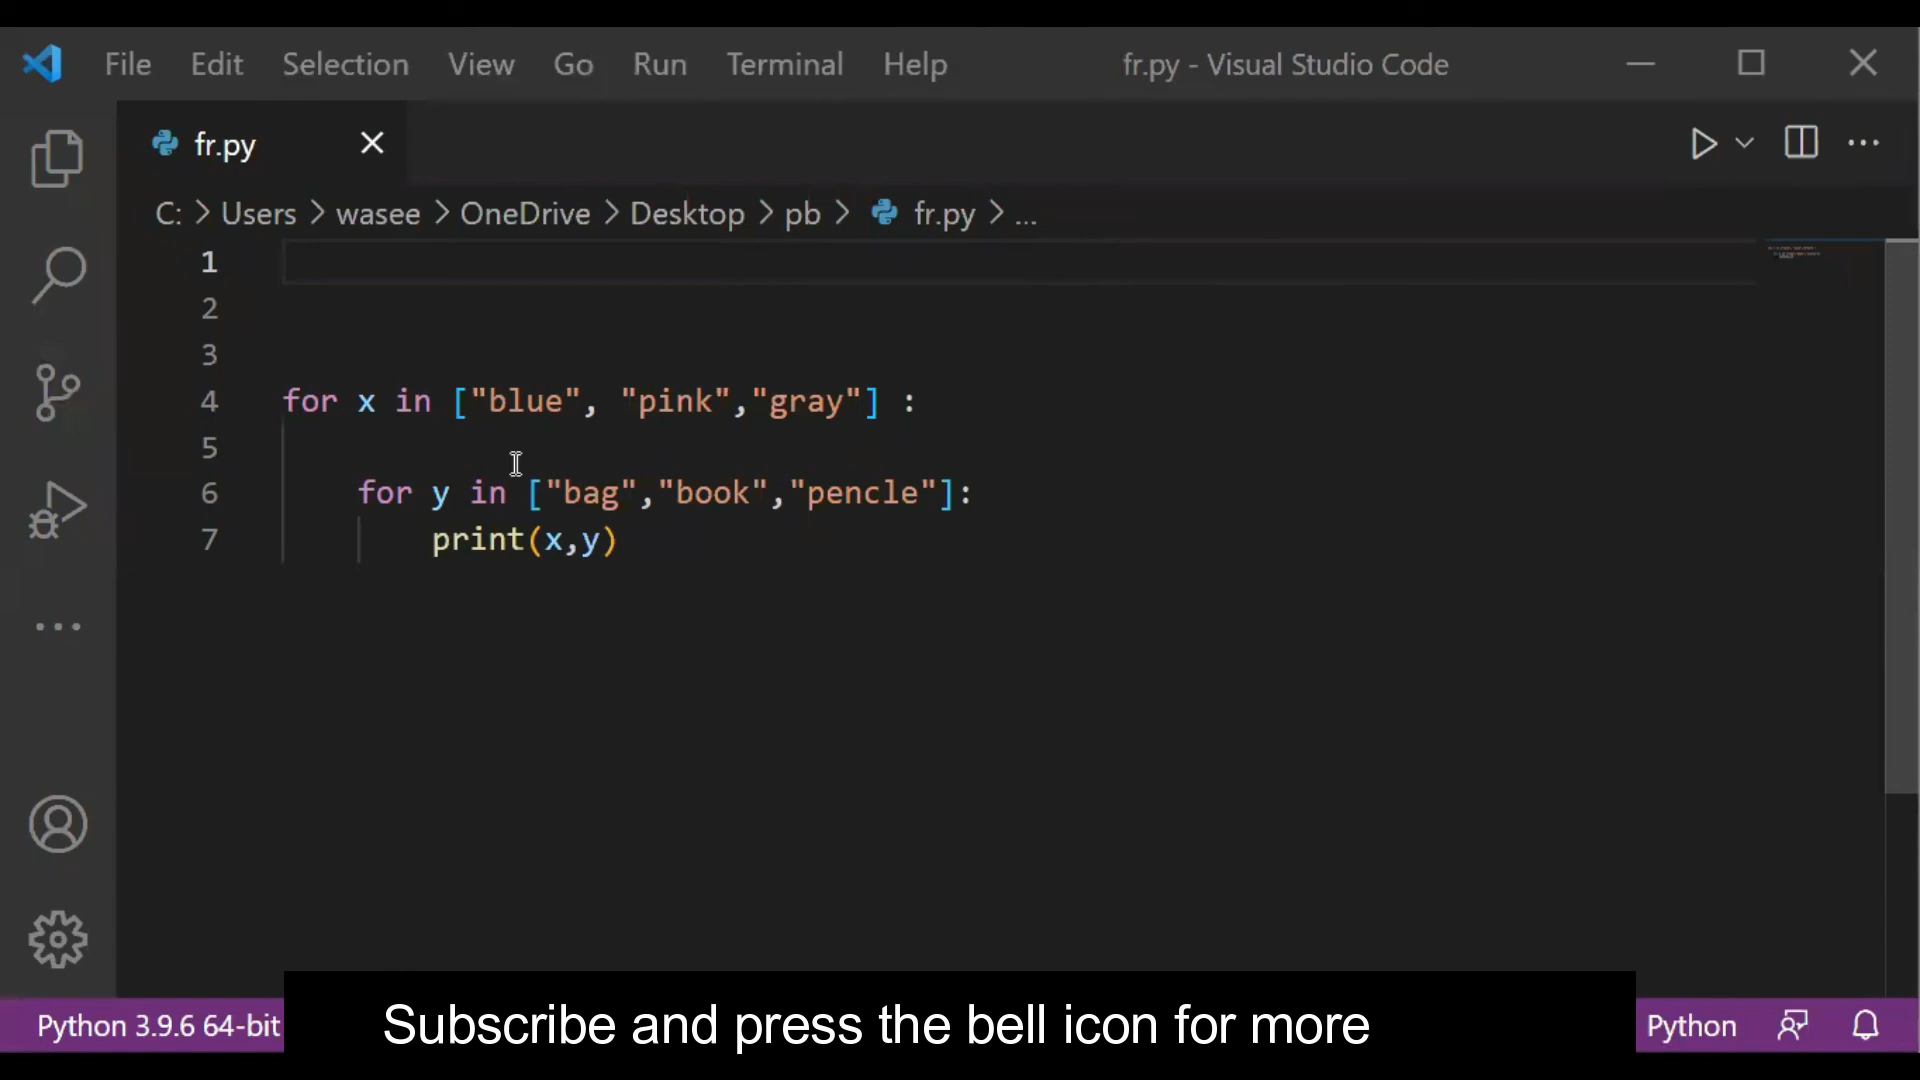 File Edit Selection View Go Run Terminal Help fr.py - Visual Studio Code
fr.py
C: > Users > wasee > OneDrive > Desktop > pb > fr.py > ...
1
2
3
4 for x in ["blue", "pink","gray"] :
5
6 for y in ["bag","book","pencle"]:
7 print(x,y)
Python 3.9.6 64-bit Subscribe and press the bell icon for more Python